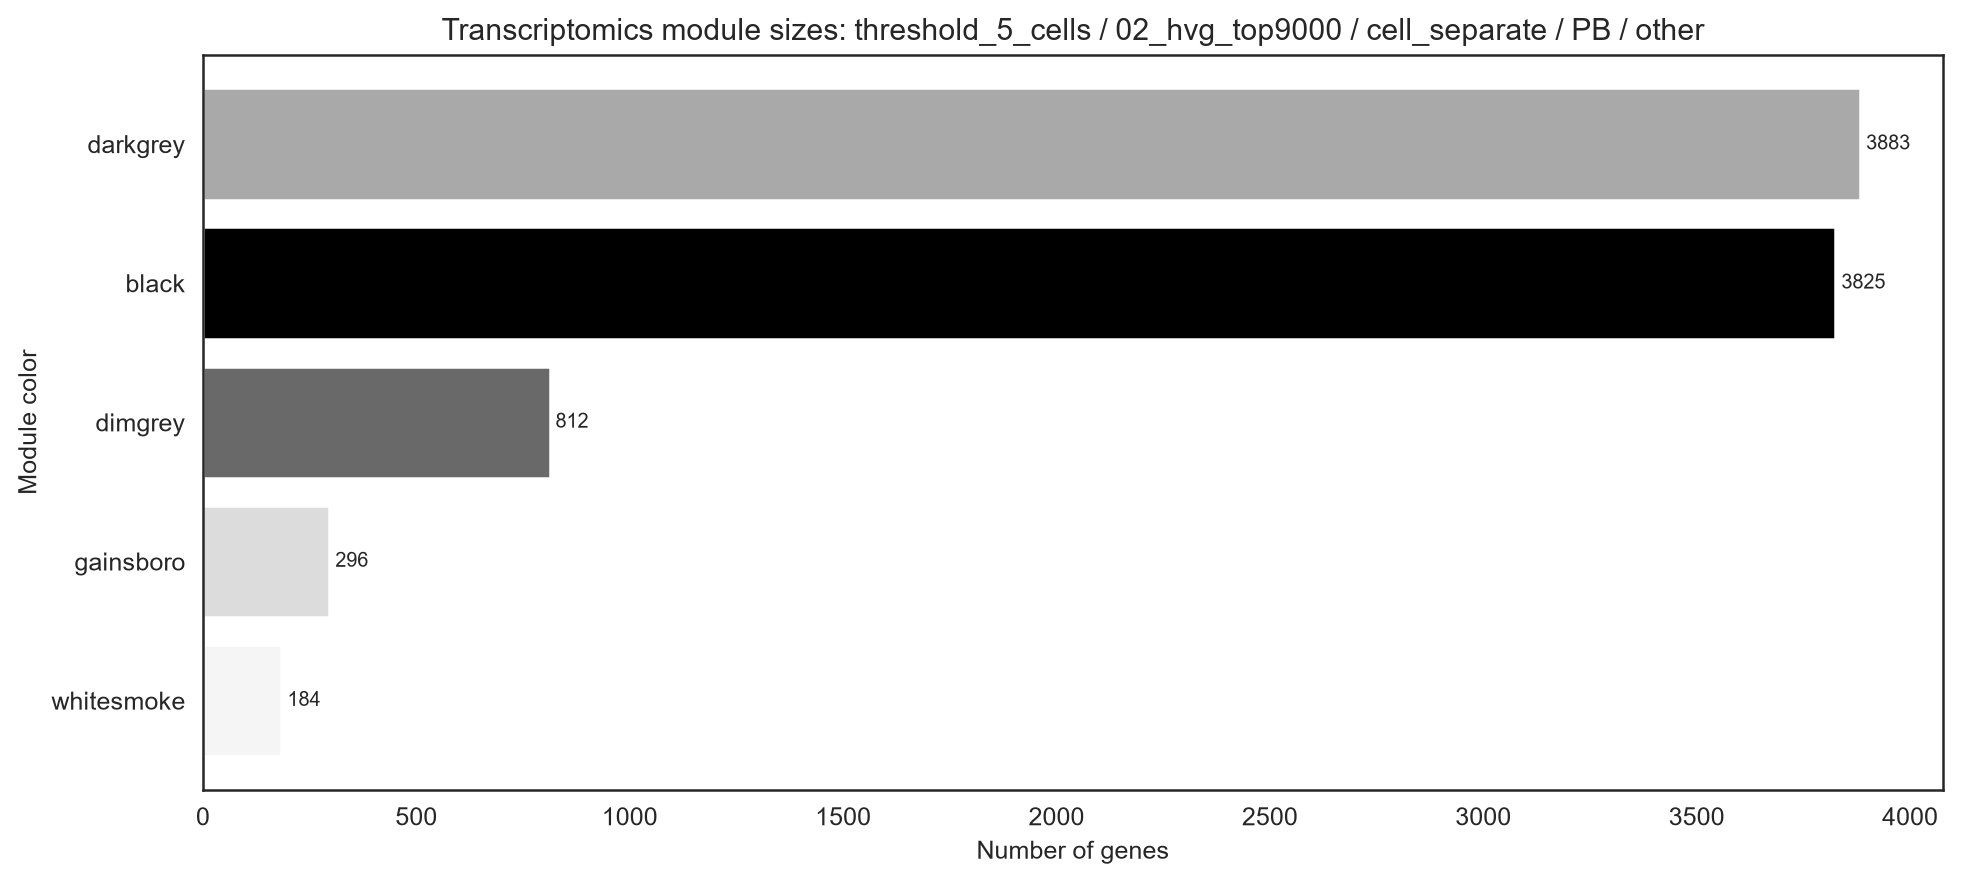 Transcriptomics module sizes: threshold_5_cells / 02_hvg_top9000 / cell_separate / PB / other
Module color
darkgrey
3883
black
3825
dimgrey
812
gainsboro
296
whitesmoke
184
0 500 1000 1500 2000 2500 3000 3500 4000
Number of genes